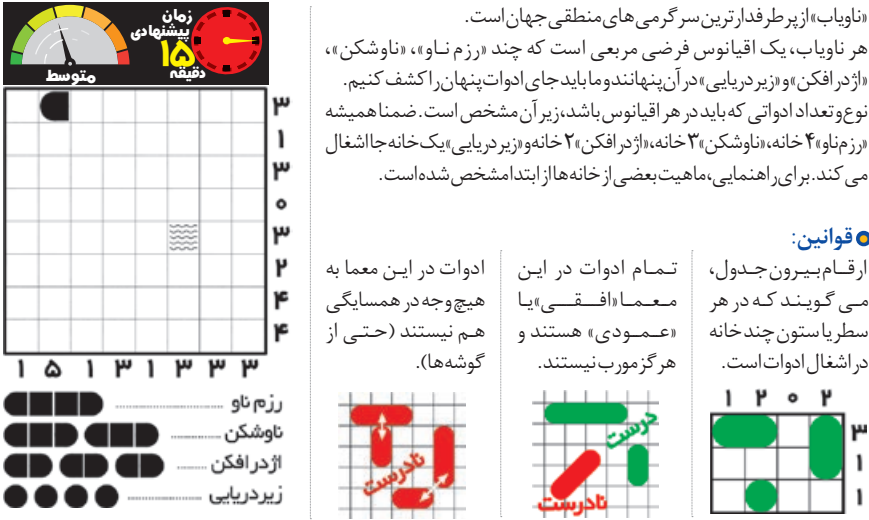 «ناویاب» از پرطرفدارترین سرگرمی‌های منطقی جهان است.
هر ناویاب، یک اقیانوس فرضی مربعی است که چند «رزم ناو»، «ناوشکن»،
«اژدرافکن» و «زیردریایی» در آن پنهانند و ما باید جای ادوات پنهان را کشف کنیم.
نوع و تعداد ادواتی که باید در هر اقیانوس باشد، زیر آن مشخص است. ضمنا همیشه
«رزم‌ناو» ۴ خانه، «ناوشکن» ۳ خانه، «اژدرافکن» ۲ خانه و «زیردریایی» یک خانه جا اشغال
می کند. برای راهنمایی، ماهیت بعضی از خانه‌ها از ابتدا مشخص شده است.
قوانین:
ارقام بیرون جدول،
می گویند که در هر
سطر یا ستون چند خانه
در اشغال ادوات است.
۱ ۲ ۰ ۲
۳
۱
۱
تمام ادوات در این
معما «افقی» یا
«عمودی» هستند و
هرگز مورب نیستند.
درست
نادرست
ادوات در این معما به
هیچ وجه در همسایگی
هم نیستند (حتی از
گوشه‌ها).
نادرست
زمان
پیشنهادی
۱۵
دقیقه
متوسط
۳
۱
۳
۰
۳
۲
۴
۴
۱ ۵ ۱ ۳ ۱ ۳ ۳ ۳
رزم ناو
ناوشکن
اژدرافکن
زیردریایی